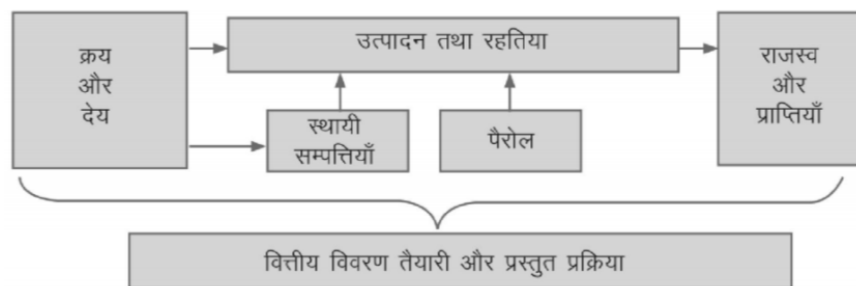 क्रय
और
देय
उत्पादन तथा रहतिया
राजस्व
और
प्राप्तियाँ
स्थायी
सम्पत्तियाँ
पैरोल
वित्तीय विवरण तैयारी और प्रस्तुत प्रक्रिया